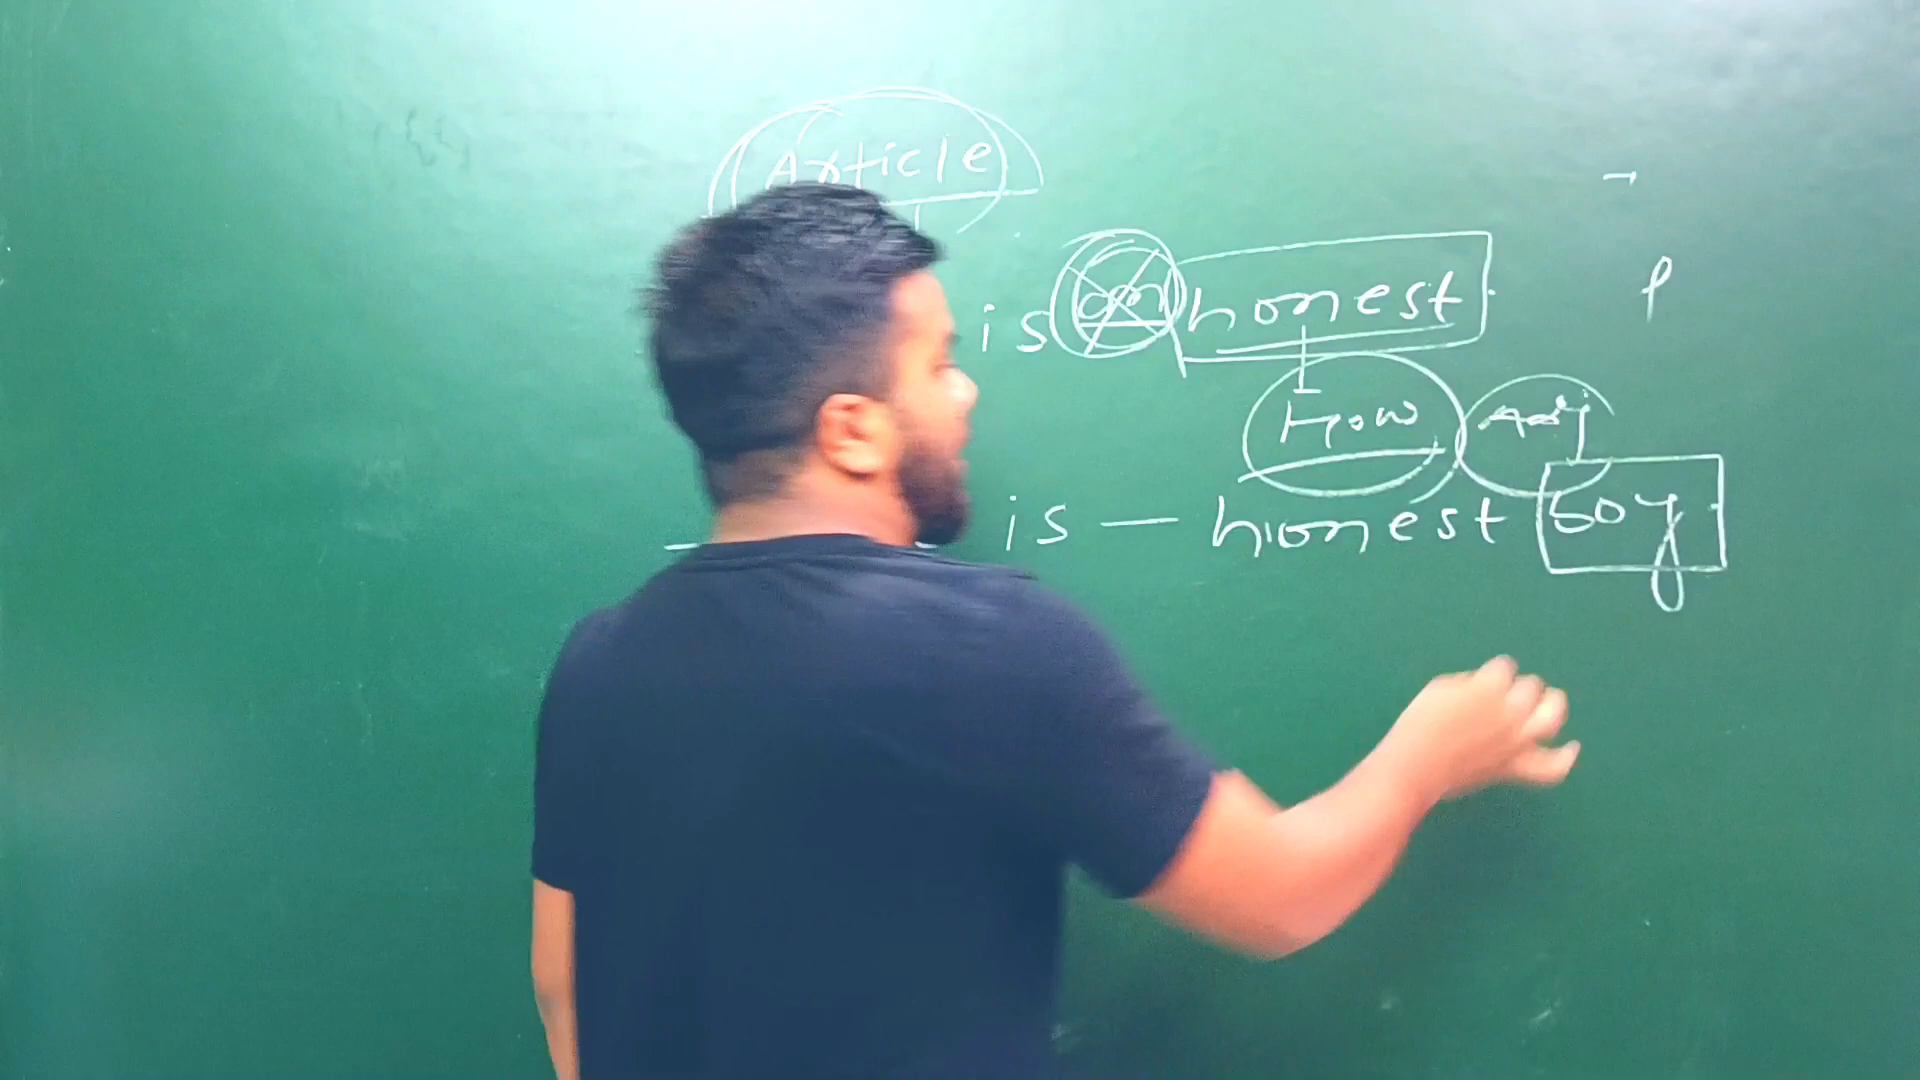 Article
is an honest
How Adj
is — honest boy